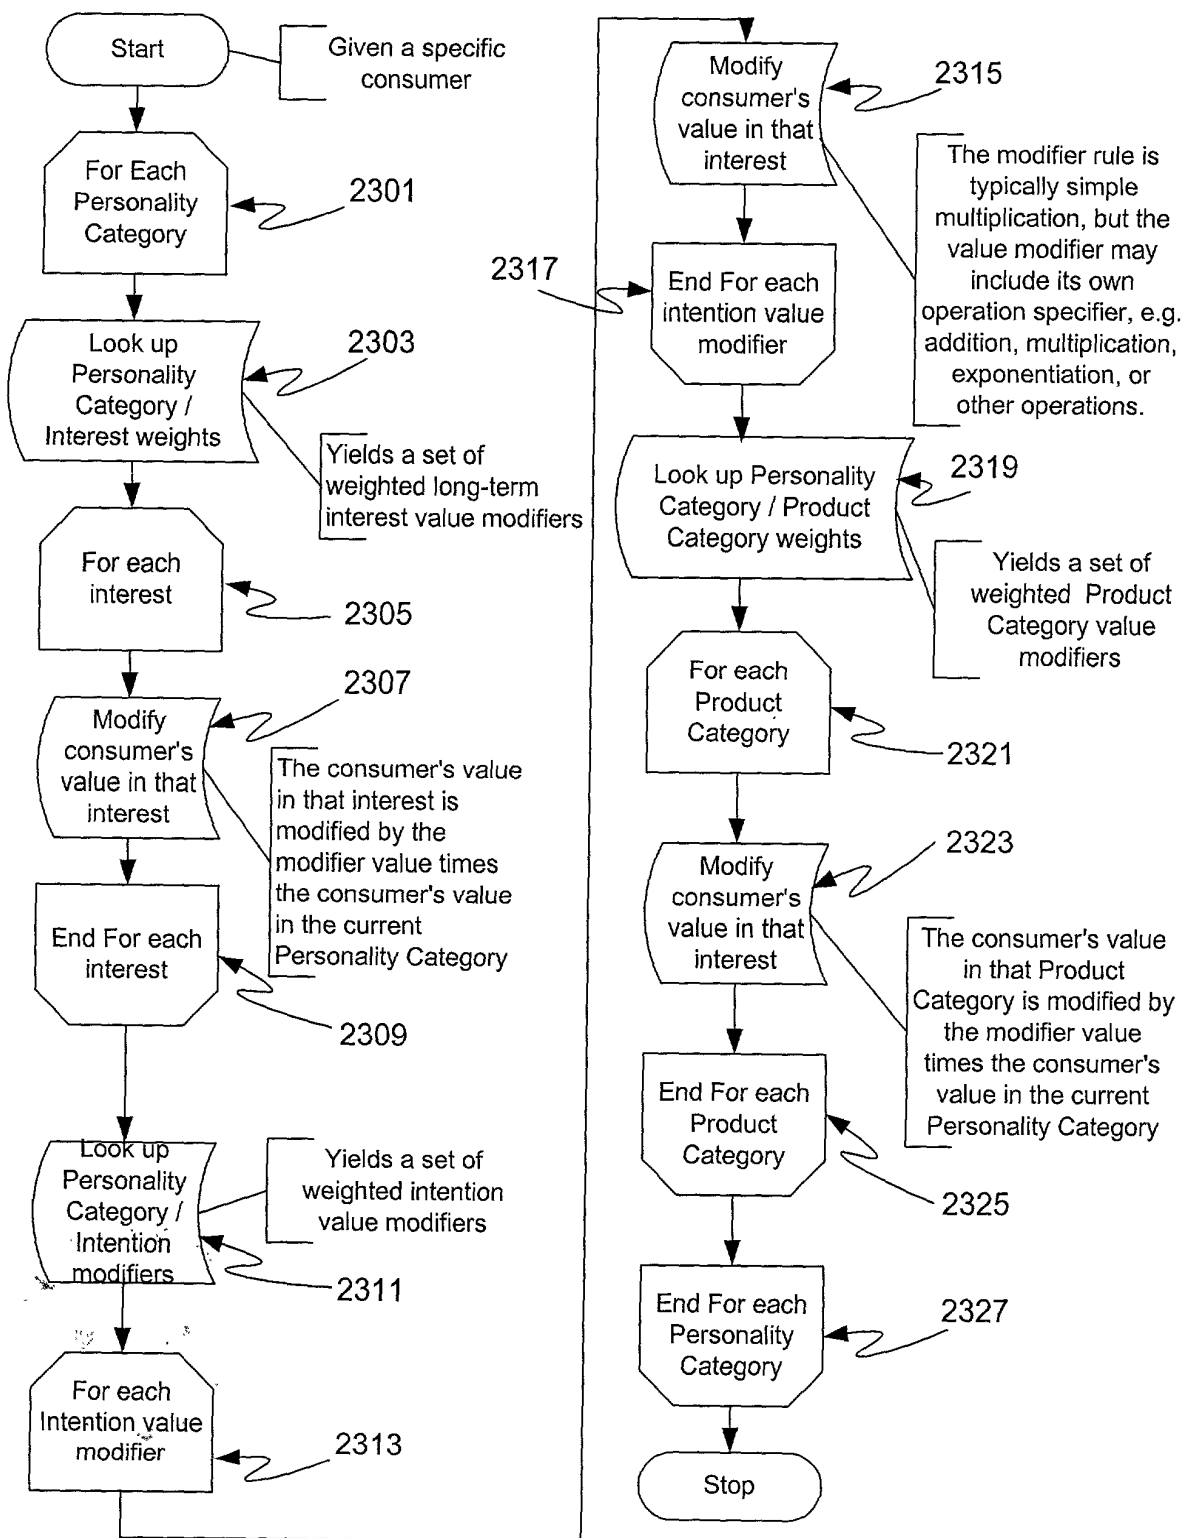 Start
Given a specific
consumer
For Each
Personality
Category
2301
Look up
Personality
Category /
Interest weights
2303
Yields a set of
weighted long-term
interest value modifiers
For each
interest
2305
Modify
consumer's
value in that
interest
2307
The consumer's value
in that interest is
modified by the
modifier value times
the consumer's value
in the current
Personality Category
End For each
interest
2309
Look up
Personality
Category /
Intention
modifiers
Yields a set of
weighted intention
value modifiers
2311
For each
Intention value
modifier
2313
Modify
consumer's
value in that
interest
2315
The modifier rule is
typically simple
multiplication, but the
value modifier may
include its own
operation specifier, e.g.
addition, multiplication,
exponentiation, or
other operations.
2317
End For each
intention value
modifier
Look up Personality
Category / Product
Category weights
2319
Yields a set of
weighted Product
Category value
modifiers
For each
Product
Category
2321
Modify
consumer's
value in that
interest
2323
The consumer's value
in that Product
Category is modified by
the modifier value
times the consumer's
value in the current
Personality Category
End For each
Product
Category
2325
End For each
Personality
Category
2327
Stop